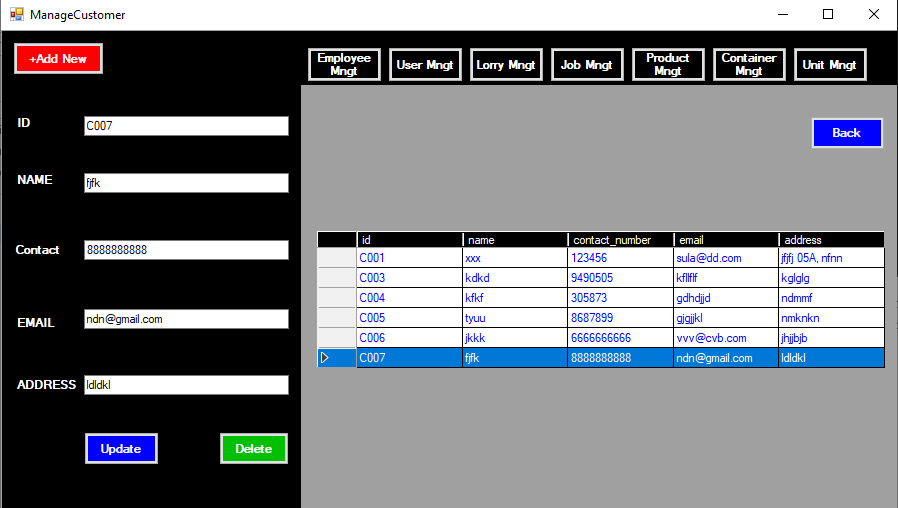 ManageCustomer
+Add New
Employee Mngt
User Mngt
Lorry Mngt
Job Mngt
Product Mngt
Container Mngt
Unit Mngt
Back
ID C007
NAME fjfk
Contact 8888888888
EMAIL ndn@gmail.com
ADDRESS ldldkl
Update Delete
id name contact_number email address
C001 xxx 123456 sula@dd.com jfjfj 05A, nfnn
C003 kdkd 9490505 kfllflf kglglg
C004 kfkf 305873 gdhdjjd ndmmf
C005 tyuu 8687899 gjgjjkl nmknkn
C006 jkkk 6666666666 vvv@cvb.com jhjjbjb
C007 fjfk 8888888888 ndn@gmail.com ldldkl